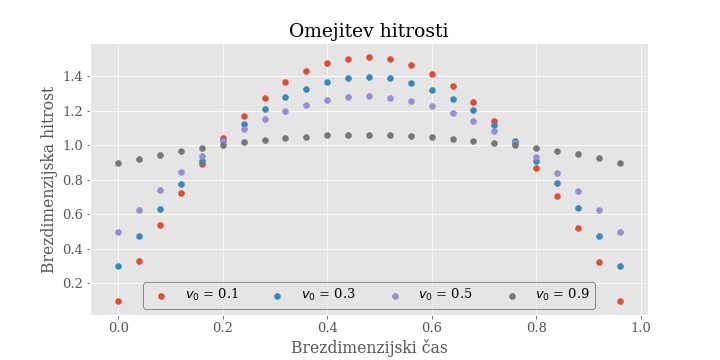 Omejitev hitrosti
Brezdimenzijska hitrost
1.4
1.2
1.0
0.8
0.6
0.4
0.2
v₀ = 0.1 v₀ = 0.3 v₀ = 0.5 v₀ = 0.9
0.0 0.2 0.4 0.6 0.8 1.0
Brezdimenzijski čas